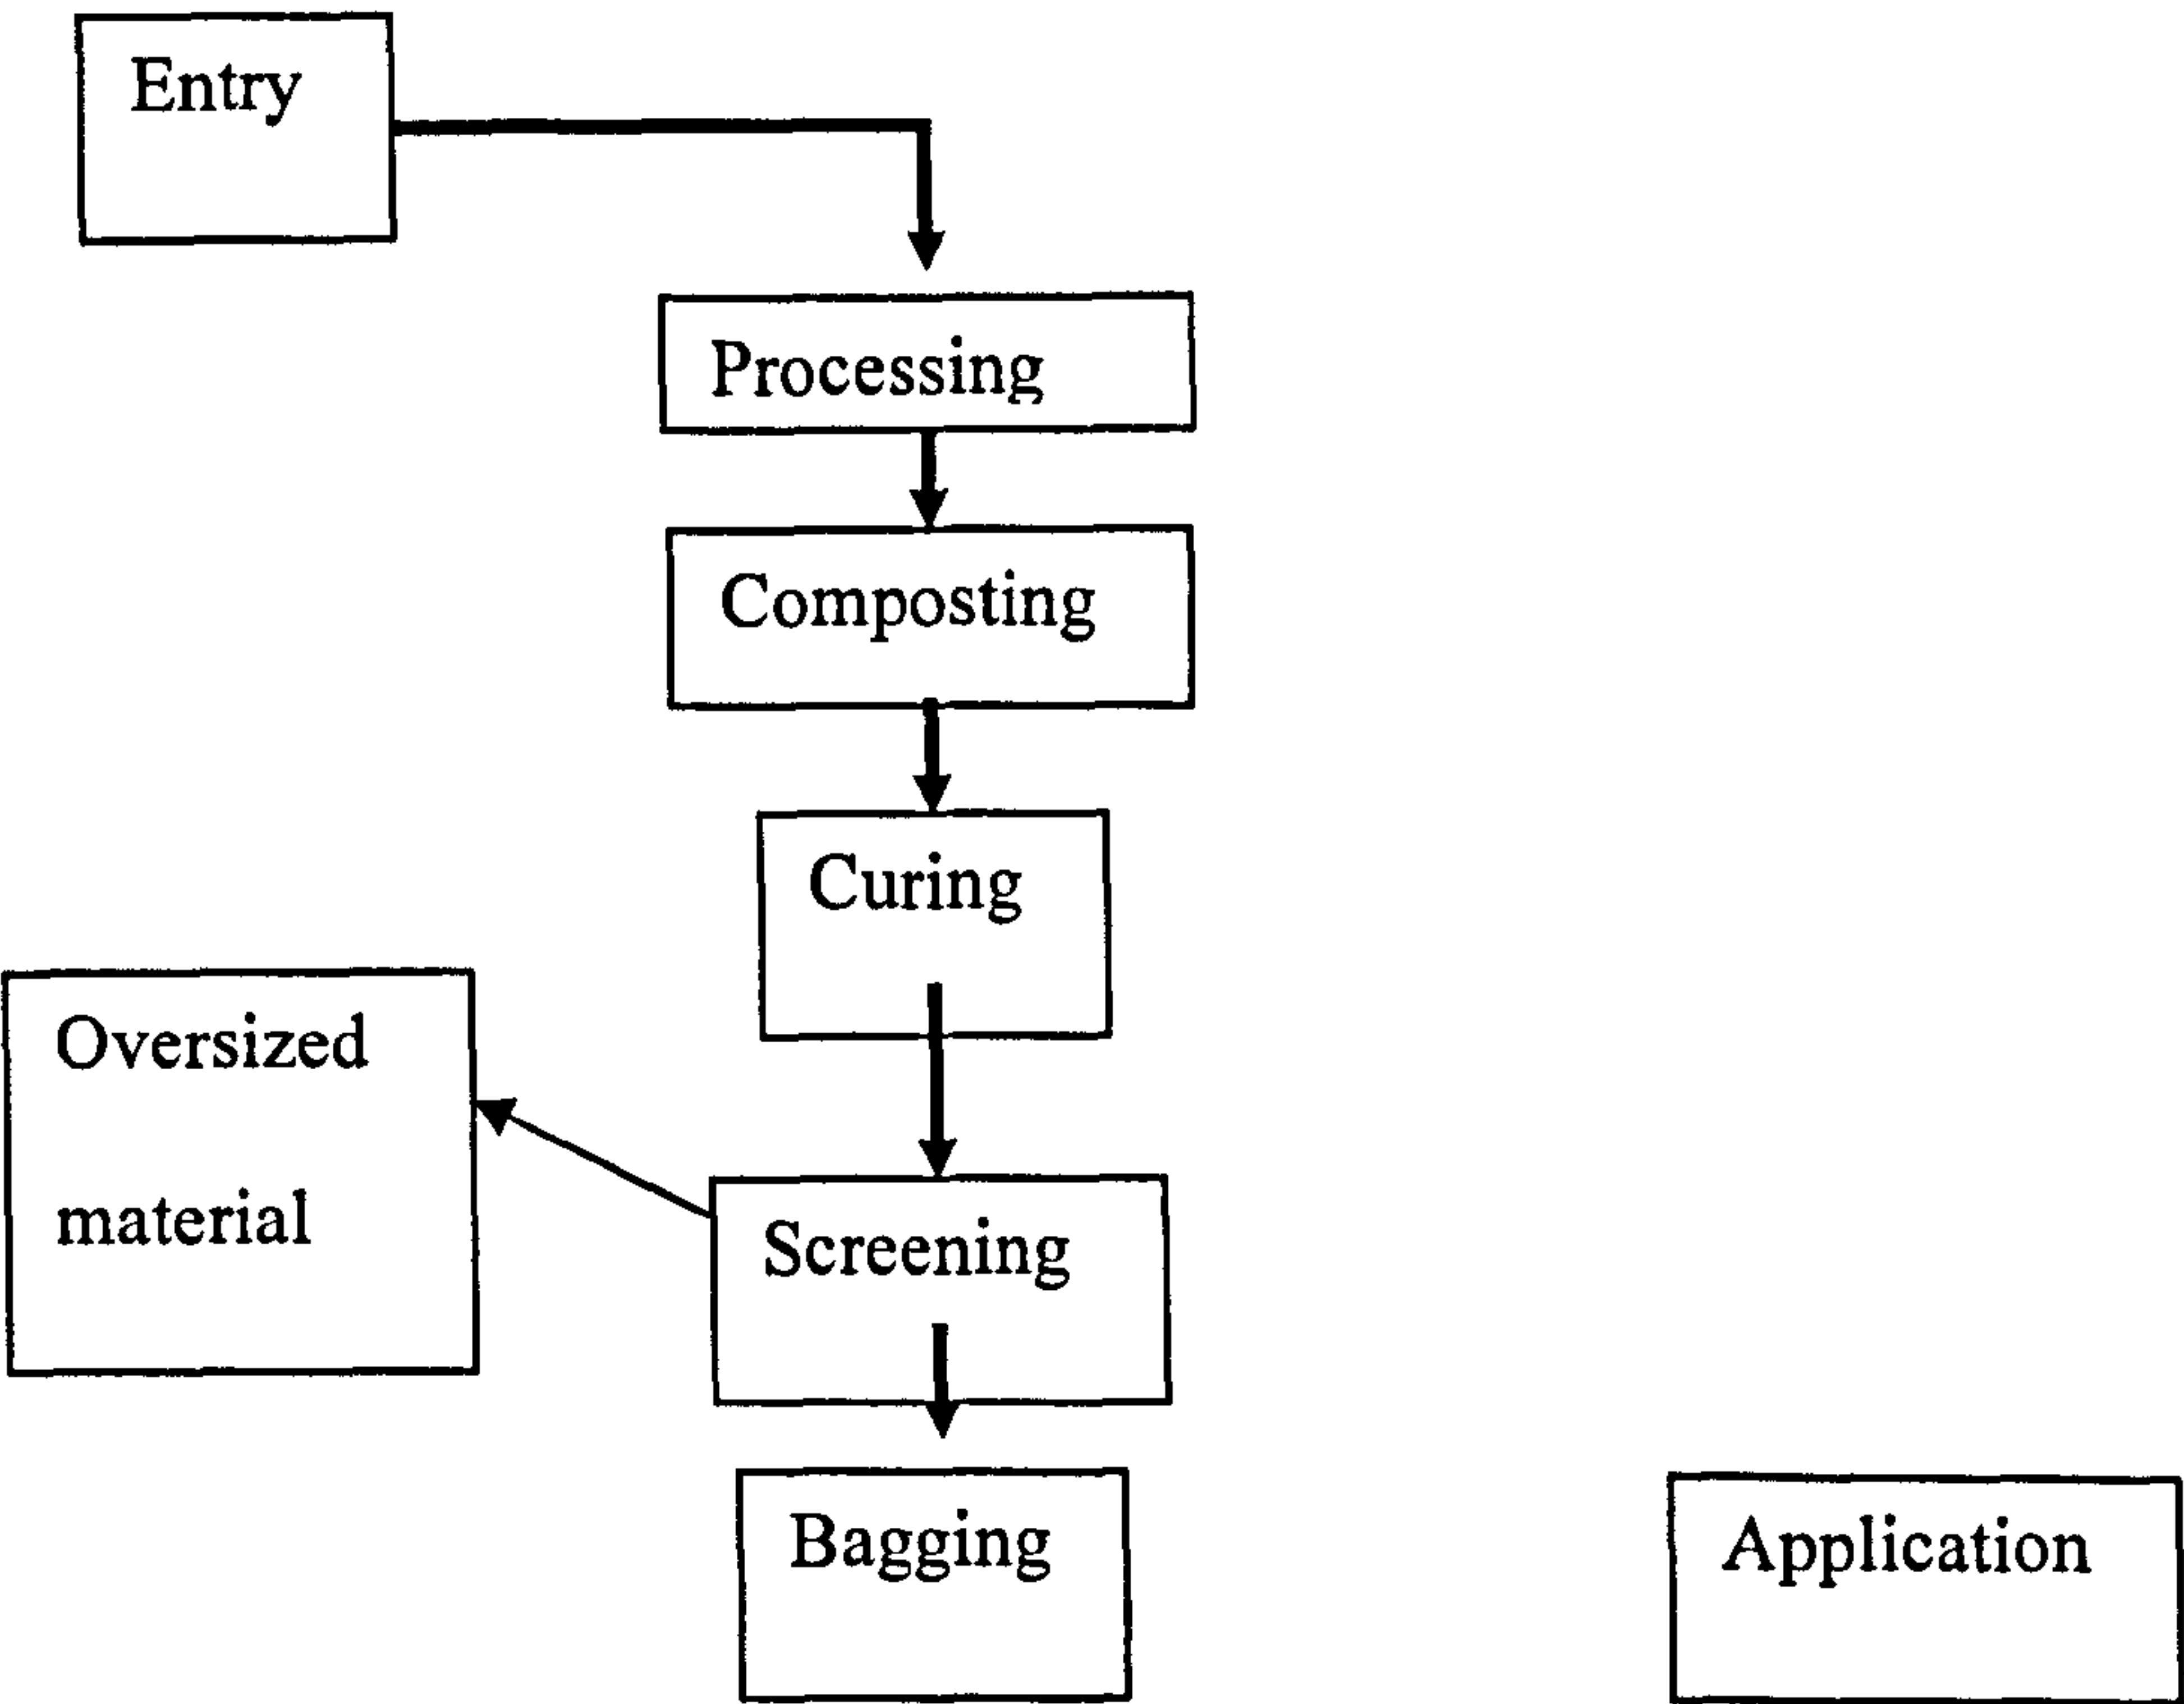 Entry
Processing
Composting
Curing
Oversized
material
Screening
Bagging
Application